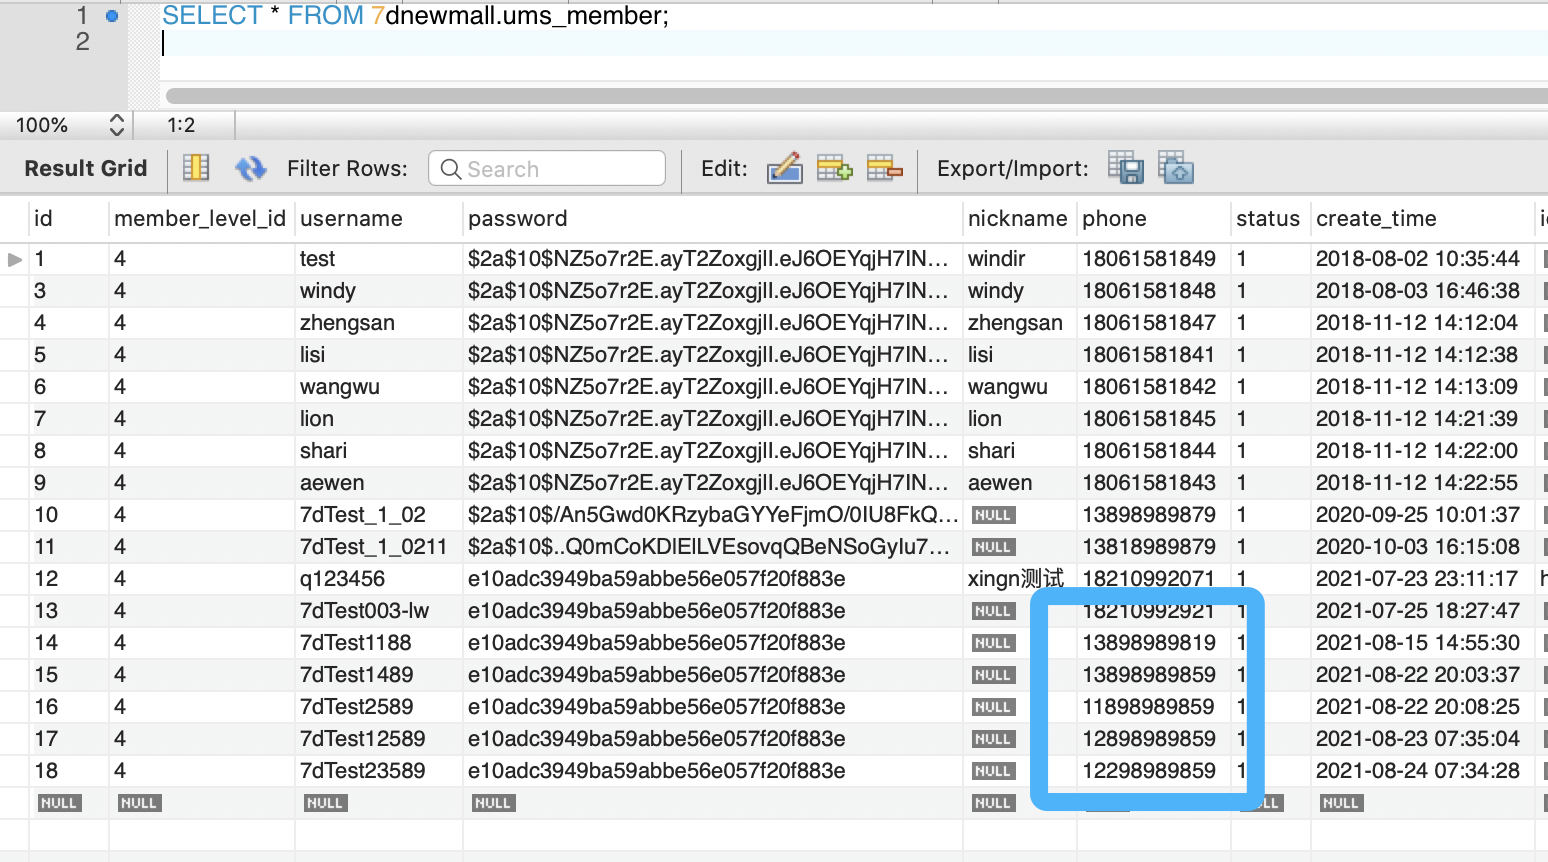 1 SELECT * FROM 7dnewmall.ums_member;
2
100% 1:2
Result Grid Filter Rows: Search Edit: Export/Import:
id member_level_id username password nickname phone status create_time
1 4 test $2a$10$NZ5o7r2E.ayT2ZoxgjlI.eJ6OEYqjH7IN... windir 18061581849 1 2018-08-02 10:35:44
3 4 windy $2a$10$NZ5o7r2E.ayT2ZoxgjlI.eJ6OEYqjH7IN... windy 18061581848 1 2018-08-03 16:46:38
4 4 zhengsan $2a$10$NZ5o7r2E.ayT2ZoxgjlI.eJ6OEYqjH7IN... zhengsan 18061581847 1 2018-11-12 14:12:04
5 4 lisi $2a$10$NZ5o7r2E.ayT2ZoxgjlI.eJ6OEYqjH7IN... lisi 18061581841 1 2018-11-12 14:12:38
6 4 wangwu $2a$10$NZ5o7r2E.ayT2ZoxgjlI.eJ6OEYqjH7IN... wangwu 18061581842 1 2018-11-12 14:13:09
7 4 lion $2a$10$NZ5o7r2E.ayT2ZoxgjlI.eJ6OEYqjH7IN... lion 18061581845 1 2018-11-12 14:21:39
8 4 shari $2a$10$NZ5o7r2E.ayT2ZoxgjlI.eJ6OEYqjH7IN... shari 18061581844 1 2018-11-12 14:22:00
9 4 aewen $2a$10$NZ5o7r2E.ayT2ZoxgjlI.eJ6OEYqjH7IN... aewen 18061581843 1 2018-11-12 14:22:55
10 4 7dTest_1_02 $2a$10$/An5Gwd0KRzybaGYYeFjmO/0IU8FkQ... NULL 13898989879 1 2020-09-25 10:01:37
11 4 7dTest_1_0211 $2a$10$..Q0mCoKDIElLVEsovqQBeNSoGyIu7... NULL 13818989879 1 2020-10-03 16:15:08
12 4 q123456 e10adc3949ba59abbe56e057f20f883e xingn测试 18210992071 1 2021-07-23 23:11:17
13 4 7dTest003-lw e10adc3949ba59abbe56e057f20f883e NULL 18210992921 1 2021-07-25 18:27:47
14 4 7dTest1188 e10adc3949ba59abbe56e057f20f883e NULL 13898989819 1 2021-08-15 14:55:30
15 4 7dTest1489 e10adc3949ba59abbe56e057f20f883e NULL 13898989859 1 2021-08-22 20:03:37
16 4 7dTest2589 e10adc3949ba59abbe56e057f20f883e NULL 11898989859 1 2021-08-22 20:08:25
17 4 7dTest12589 e10adc3949ba59abbe56e057f20f883e NULL 12898989859 1 2021-08-23 07:35:04
18 4 7dTest23589 e10adc3949ba59abbe56e057f20f883e NULL 12298989859 1 2021-08-24 07:34:28
NULL NULL NULL NULL NULL NULL